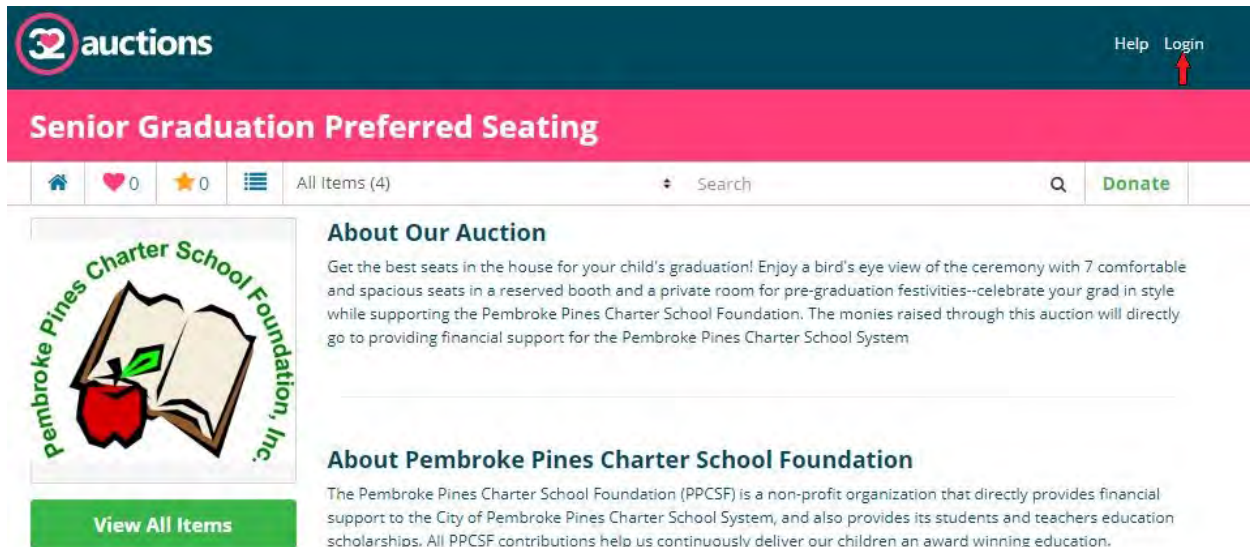 32 auctions
Help Login
Senior Graduation Preferred Seating
0 0 All Items (4) Search Donate
Pembroke Pines Charter School Foundation, Inc.
About Our Auction
Get the best seats in the house for your child's graduation! Enjoy a bird's eye view of the ceremony with 7 comfortable
and spacious seats in a reserved booth and a private room for pre-graduation festivities--celebrate your grad in style
while supporting the Pembroke Pines Charter School Foundation. The monies raised through this auction will directly
go to providing financial support for the Pembroke Pines Charter School System
About Pembroke Pines Charter School Foundation
The Pembroke Pines Charter School Foundation (PPCSF) is a non-profit organization that directly provides financial
support to the City of Pembroke Pines Charter School System, and also provides its students and teachers education
scholarships. All PPCSF contributions help us continuously deliver our children an award winning education.
View All Items